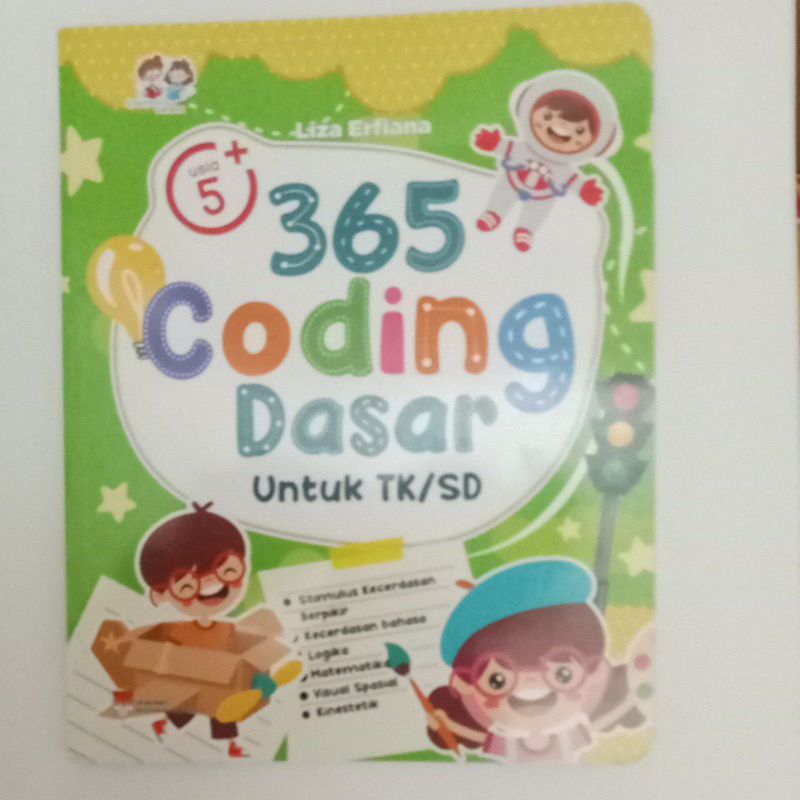 Liza Erfiana
usia
5+
365
Coding
Dasar
Untuk TK/SD
Stimulus Kecerdasan
berpikir
Kecerdasan bahasa
Logika
Matematika
Visual Spasial
Kinestetik